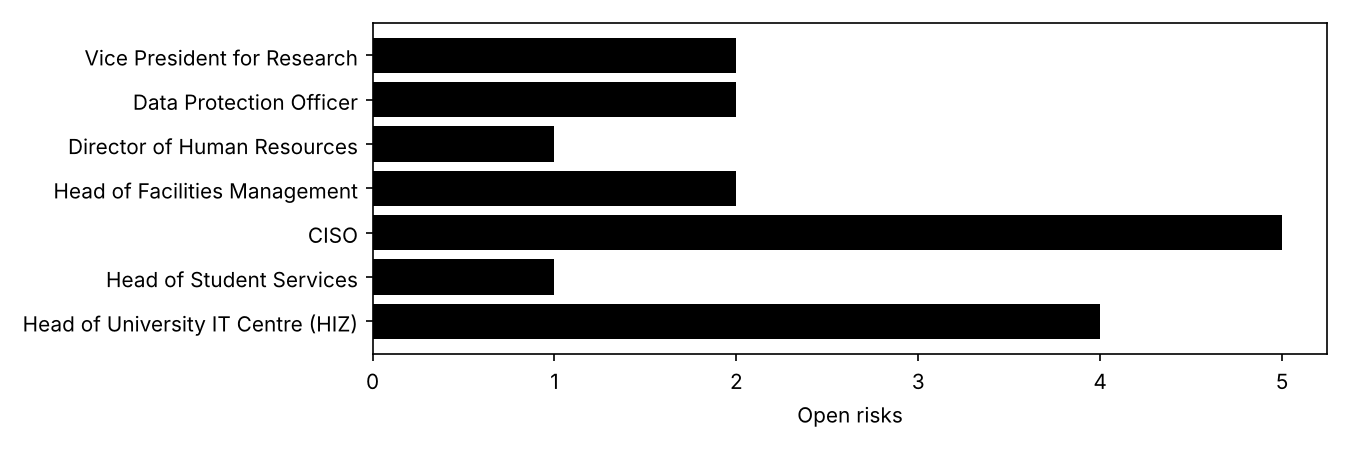 Vice President for Research
Data Protection Officer
Director of Human Resources
Head of Facilities Management
CISO
Head of Student Services
Head of University IT Centre (HIZ)
0 1 2 3 4 5
Open risks